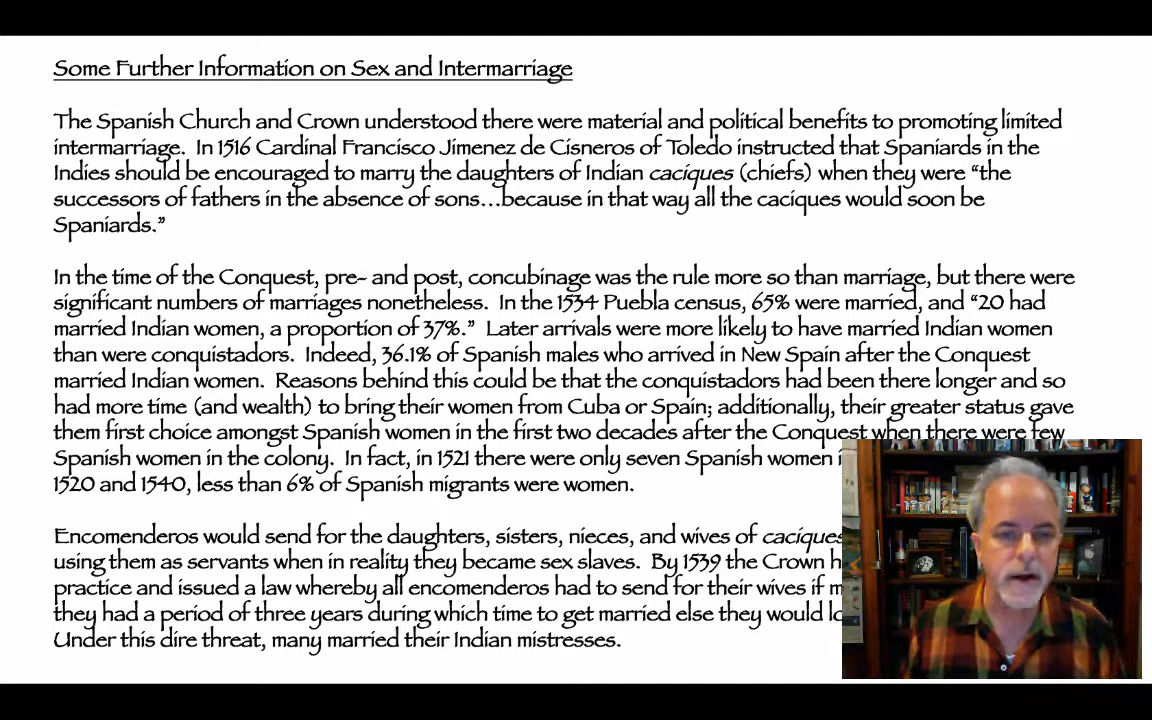 Some Further Information on Sex and Intermarriage
The Spanish Church and Crown understood there were material and political benefits to promoting limited
intermarriage. In 1516 Cardinal Francisco Jimenez de Cisneros of Toledo instructed that Spaniards in the
Indies should be encouraged to marry the daughters of Indian caciques (chiefs) when they were “the
successors of fathers in the absence of sons…because in that way all the caciques would soon be
Spaniards.”
In the time of the Conquest, pre- and post, concubinage was the rule more so than marriage, but there were
significant numbers of marriages nonetheless. In the 1534 Puebla census, 65% were married, and “20 had
married Indian women, a proportion of 37%.” Later arrivals were more likely to have married Indian women
than were conquistadors. Indeed, 36.1% of Spanish males who arrived in New Spain after the Conquest
married Indian women. Reasons behind this could be that the conquistadors had been there longer and so
had more time (and wealth) to bring their women from Cuba or Spain; additionally, their greater status gave
them first choice amongst Spanish women in the first two decades after the Conquest when there were few
Spanish women in the colony. In fact, in 1521 there were only seven Spanish women
1520 and 1540, less than 6% of Spanish migrants were women.
Encomenderos would send for the daughters, sisters, nieces, and wives of caciques
using them as servants when in reality they became sex slaves. By 1539 the Crown
practice and issued a law whereby all encomenderos had to send for their wives if
they had a period of three years during which time to get married else they would
Under this dire threat, many married their Indian mistresses.